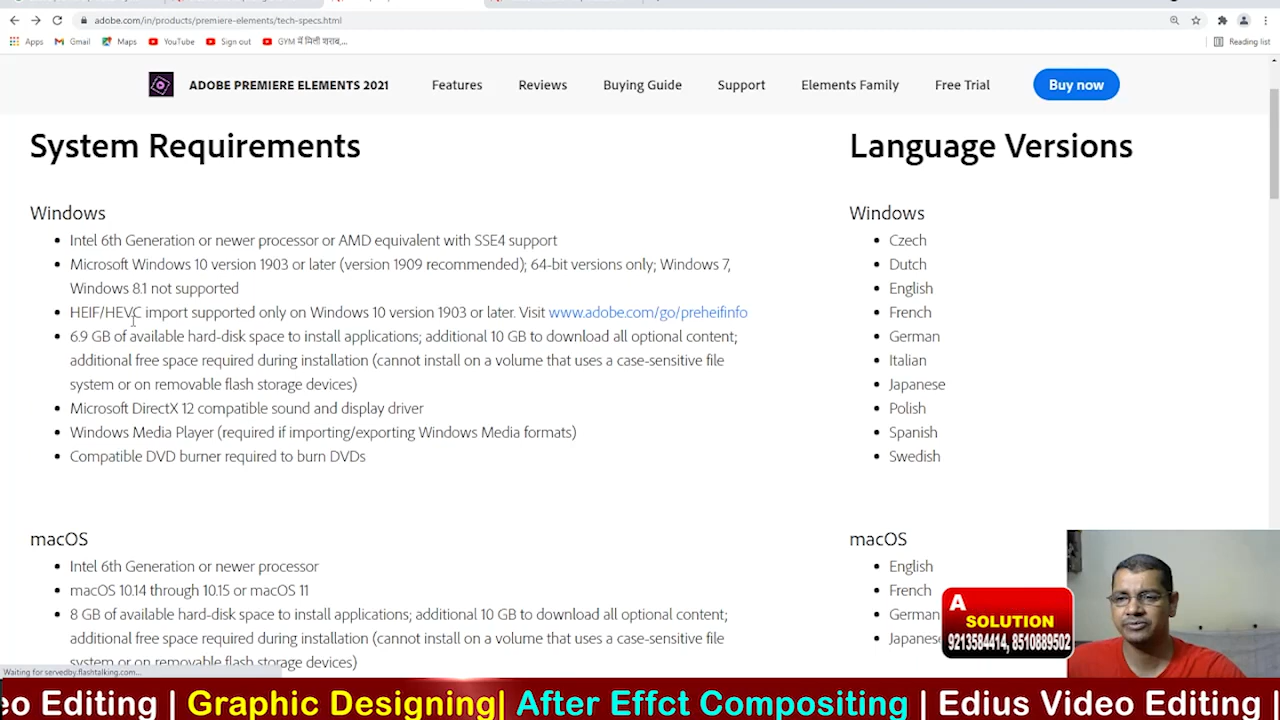 adobe.com/in/products/premiere-elements/tech-specs.html
Apps
Gmail
Maps
YouTube
Sign out
GYM में मिली शराब,...
Reading list
ADOBE PREMIERE ELEMENTS 2021
Features
Reviews
Buying Guide
Support
Elements Family
Free Trial
Buy now
System Requirements
Windows
Intel 6th Generation or newer processor or AMD equivalent with SSE4 support
Microsoft Windows 10 version 1903 or later (version 1909 recommended); 64-bit versions only; Windows 7,
Windows 8.1 not supported
HEIF/HEVC import supported only on Windows 10 version 1903 or later. Visit www.adobe.com/go/preheifinfo
6.9 GB of available hard-disk space to install applications; additional 10 GB to download all optional content;
additional free space required during installation (cannot install on a volume that uses a case-sensitive file
system or on removable flash storage devices)
Microsoft DirectX 12 compatible sound and display driver
Windows Media Player (required if importing/exporting Windows Media formats)
Compatible DVD burner required to burn DVDs
macOS
Intel 6th Generation or newer processor
macOS 10.14 through 10.15 or macOS 11
8 GB of available hard-disk space to install applications; additional 10 GB to download all optional content;
additional free space required during installation (cannot install on a volume that uses a case-sensitive file
system or on removable flash storage devices)
Language Versions
Windows
Czech
Dutch
English
French
German
Italian
Japanese
Polish
Spanish
Swedish
macOS
English
French
German
Japanese
A
SOLUTION
9213584414, 8510889502
Waiting for servedby.flashtalking.com...
eo Editing | Graphic Designing| After Effct Compositing | Edius Video Editing |